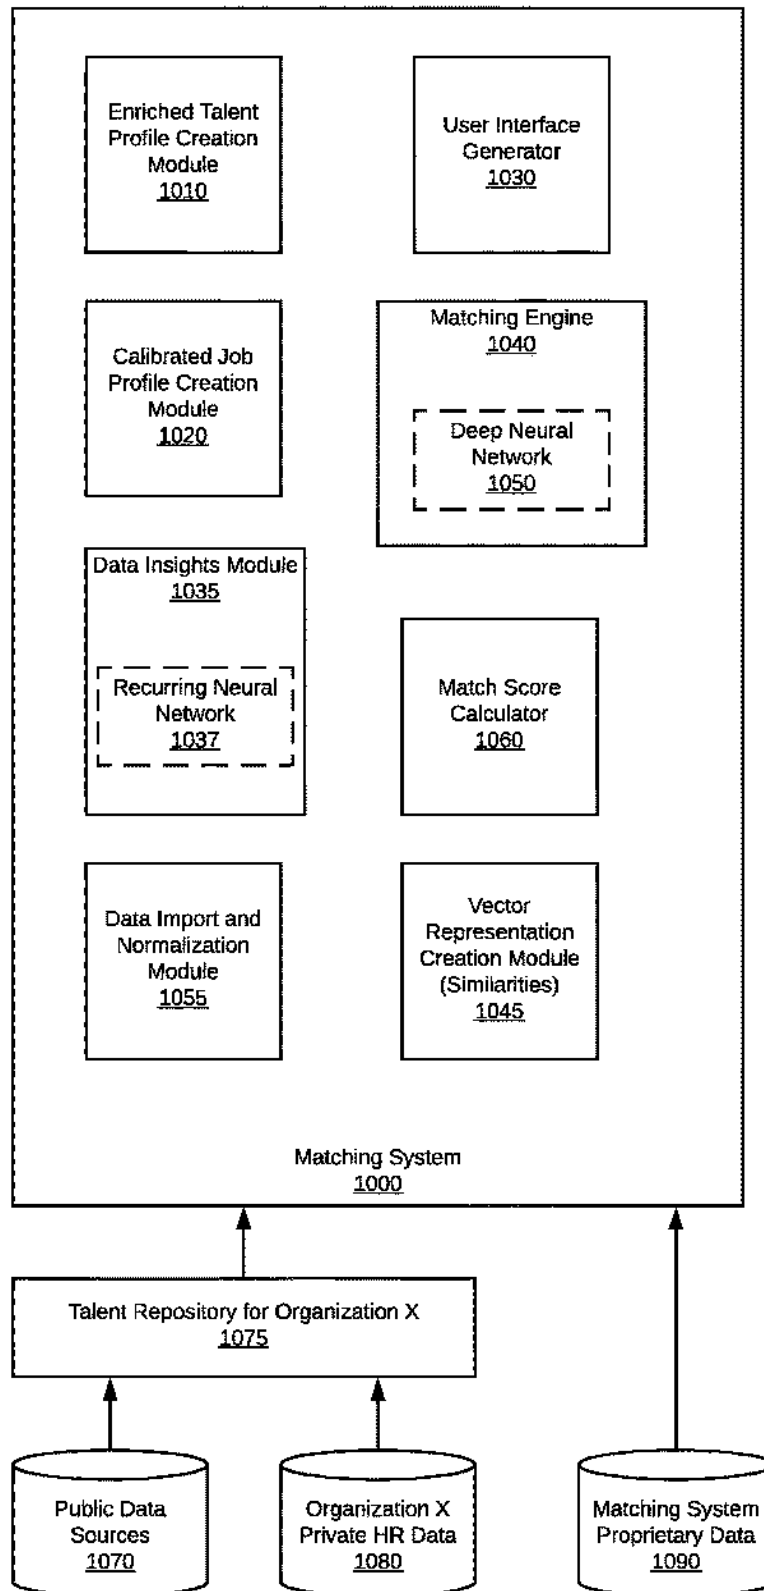 Enriched Talent
Profile Creation
Module
1010
User Interface
Generator
1030
Calibrated Job
Profile Creation
Module
1020
Matching Engine
1040
Deep Neural
Network
1050
Data Insights Module
1035
Recurring Neural
Network
1037
Match Score
Calculator
1060
Data Import and
Normalization
Module
1055
Vector
Representation
Creation Module
(Similarities)
1045
Matching System
1000
Talent Repository for Organization X
1075
Public Data
Sources
1070
Organization X
Private HR Data
1080
Matching System
Proprietary Data
1090